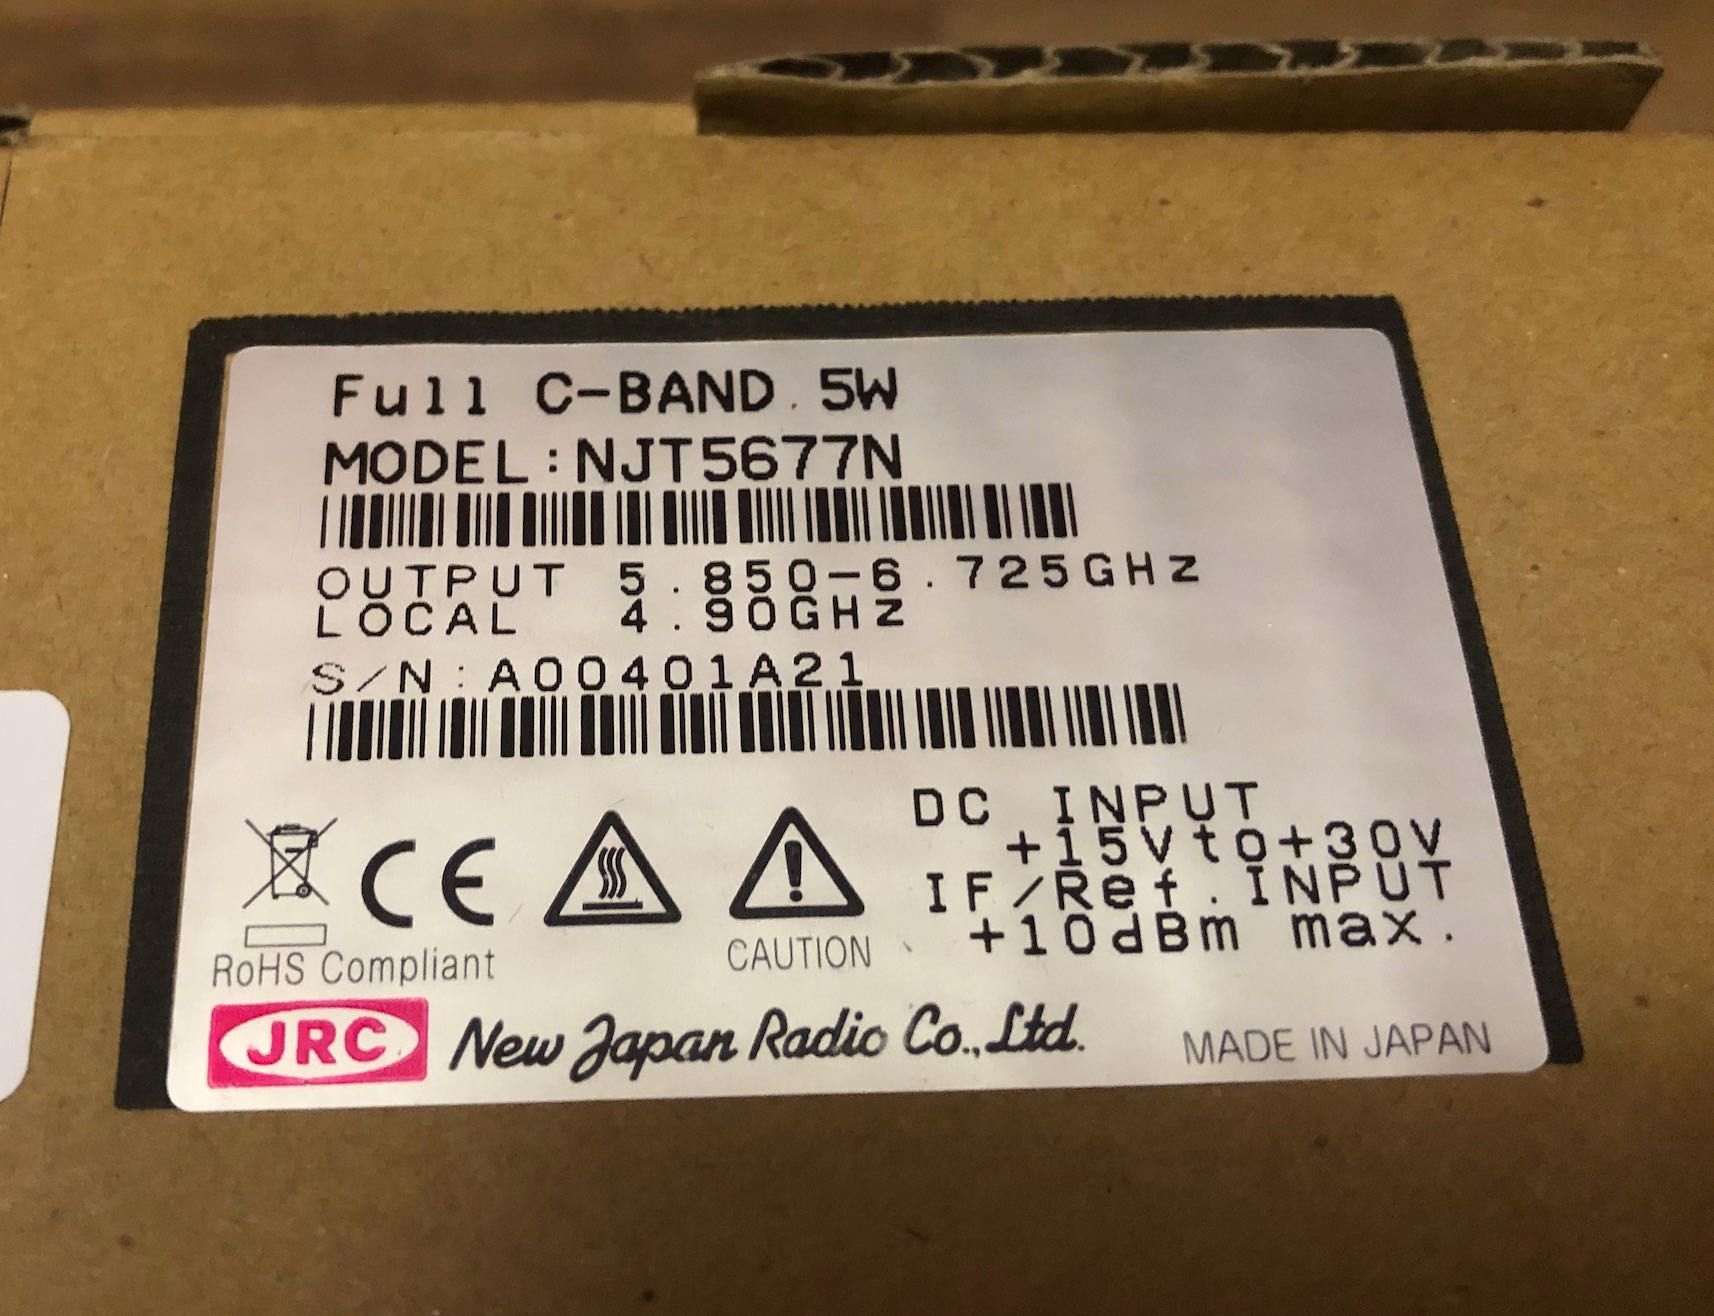 Full C-BAND 5W
MODEL:NJT5677N
OUTPUT 5.850-6.725GHz
LOCAL 4.90GHz
S/N:A00401A21
DC INPUT
+15Vto+30V
IF/Ref.INPUT
+10dBm max.
CE
RoHS Compliant
CAUTION
JRC New Japan Radio Co., Ltd. MADE IN JAPAN